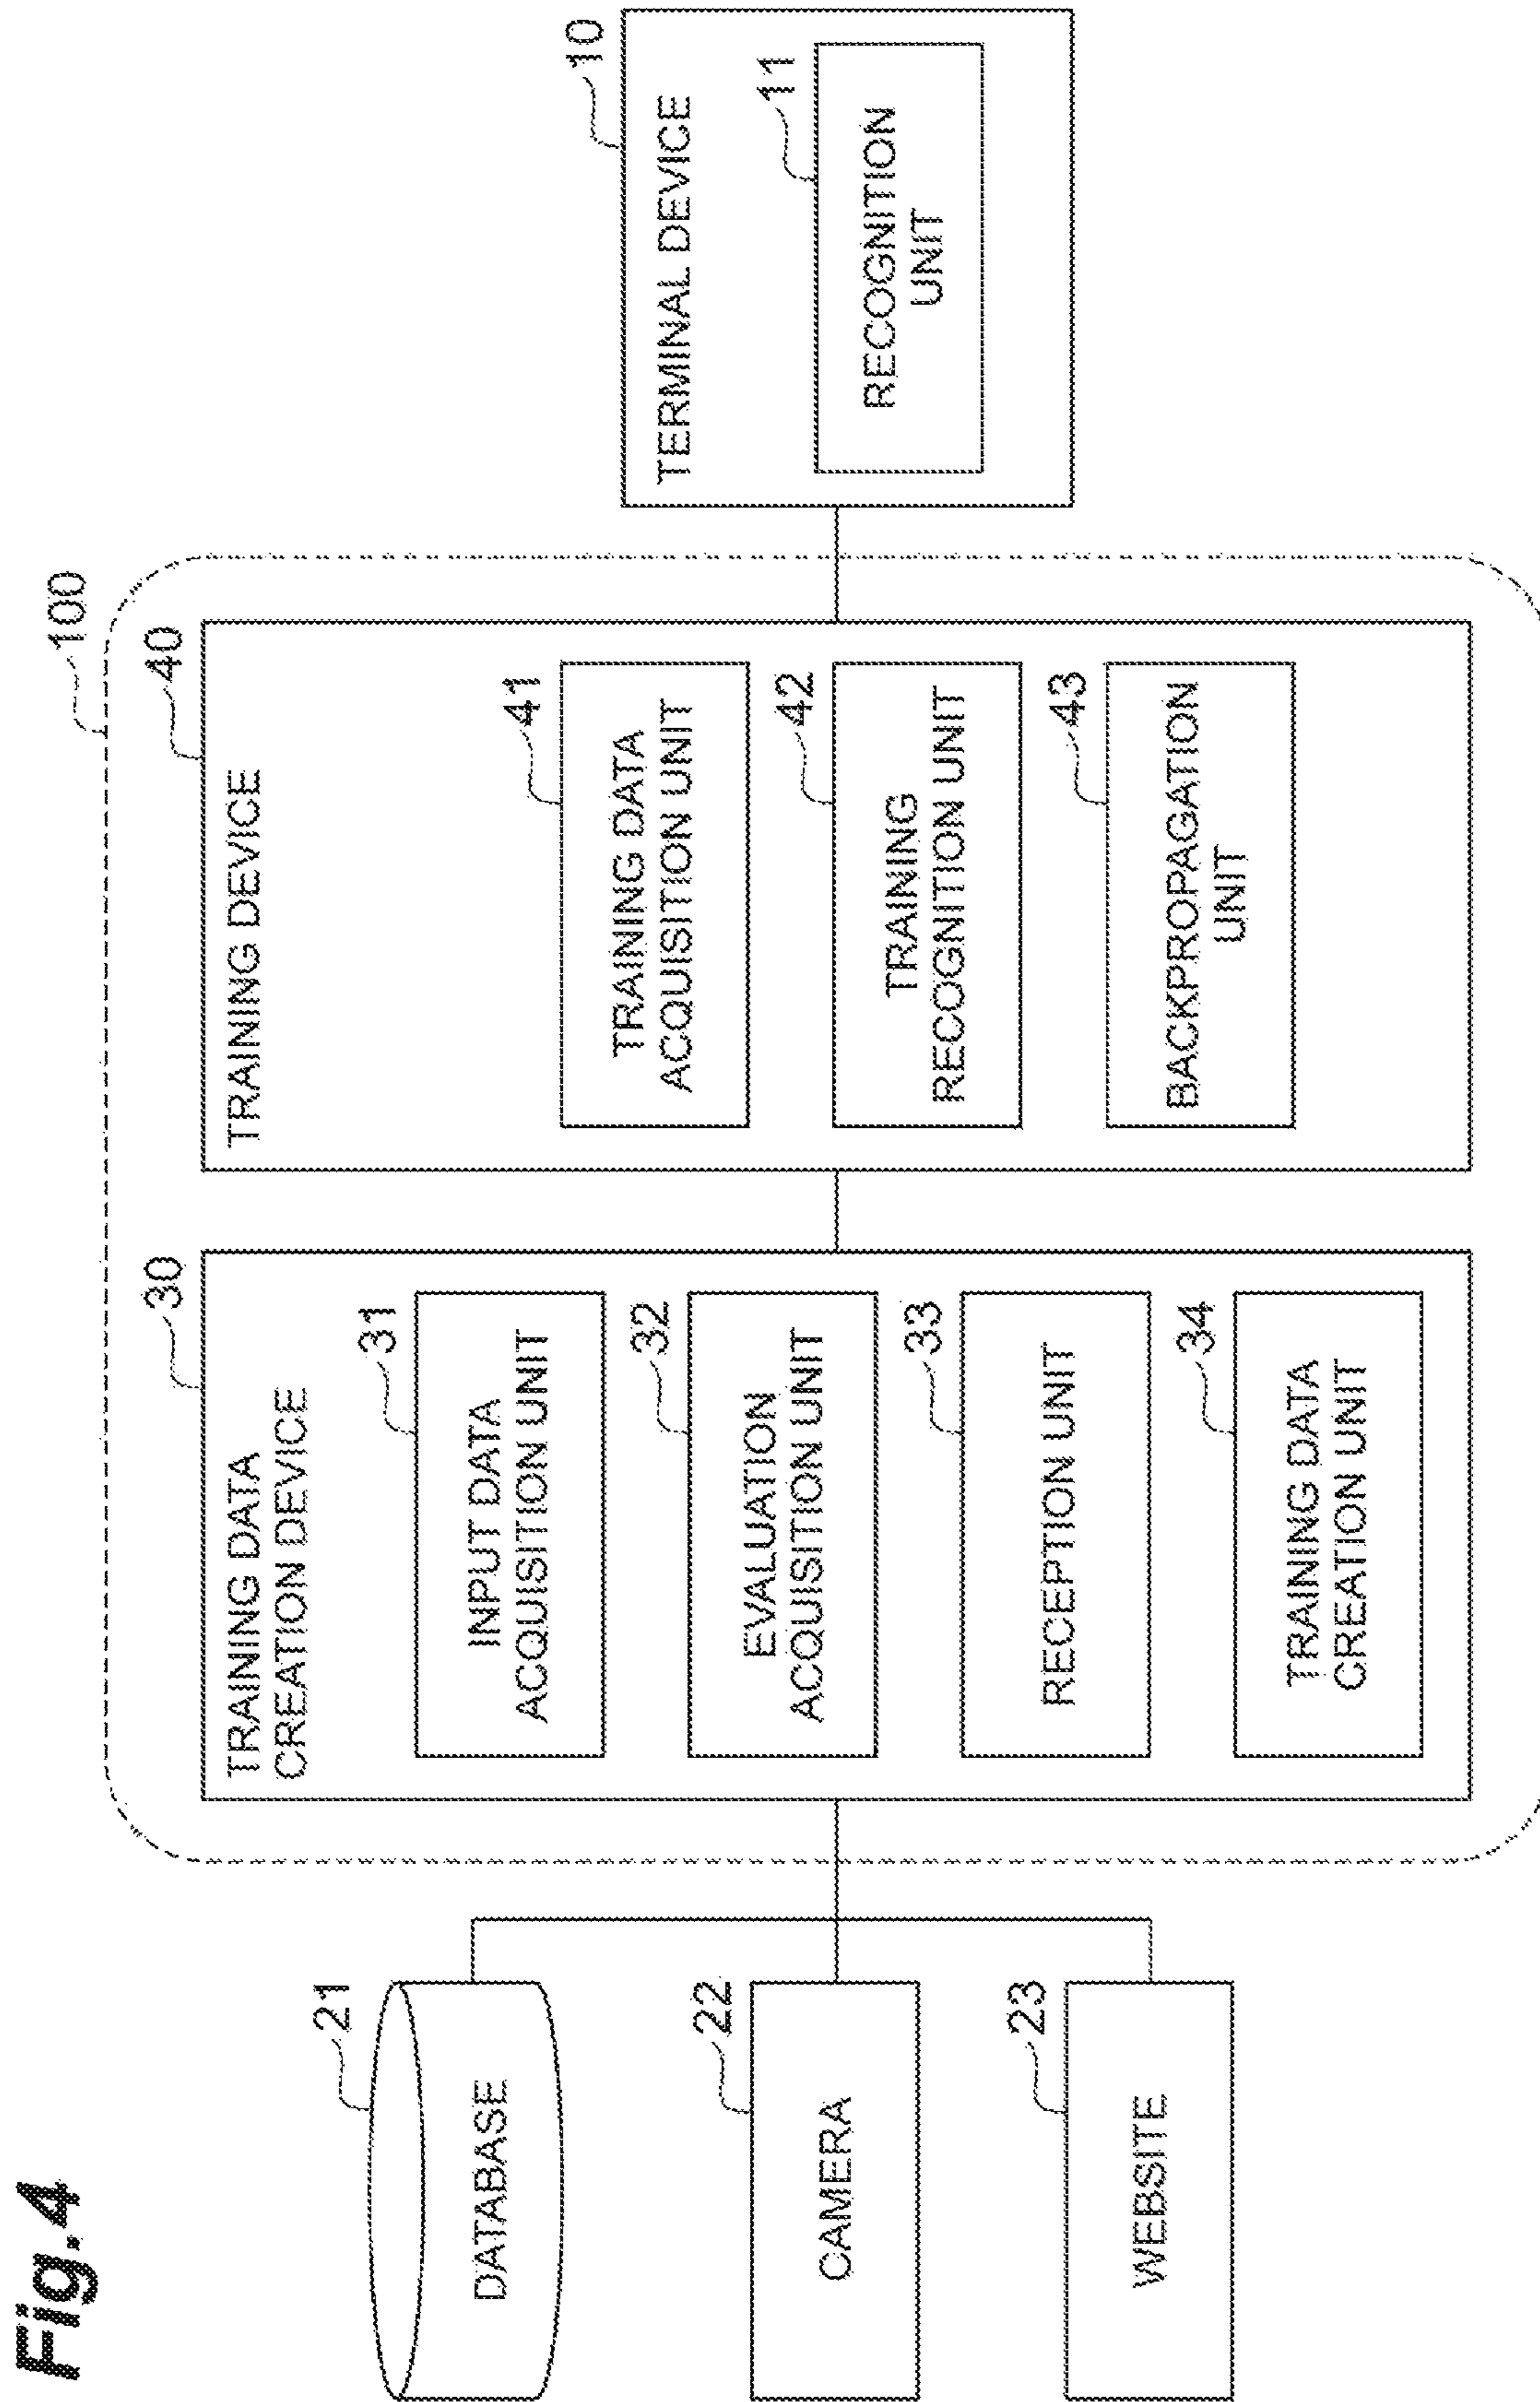 Fig.4
100
21
DATABASE
22
CAMERA
23
WEBSITE
30
TRAINING DATA
CREATION DEVICE
31
INPUT DATA
ACQUISITION UNIT
32
EVALUATION
ACQUISITION UNIT
33
RECEPTION UNIT
34
TRAINING DATA
CREATION UNIT
40
TRAINING DEVICE
41
TRAINING DATA
ACQUISITION UNIT
42
TRAINING
RECOGNITION UNIT
43
BACKPROPAGATION
UNIT
10
TERMINAL DEVICE
11
RECOGNITION
UNIT